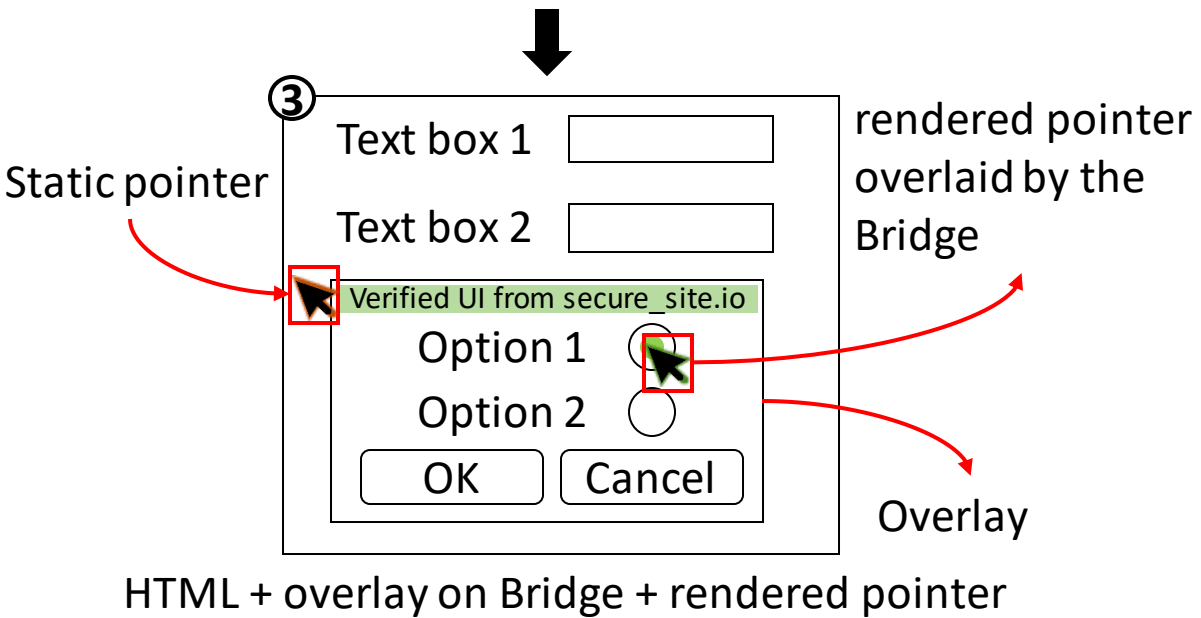 3
Text box 1
rendered pointer
overlaid by the
Bridge
Static pointer
Text box 2
Verified UI from secure_site.io
Option 1
Option 2
OK
Cancel
Overlay
HTML + overlay on Bridge + rendered pointer